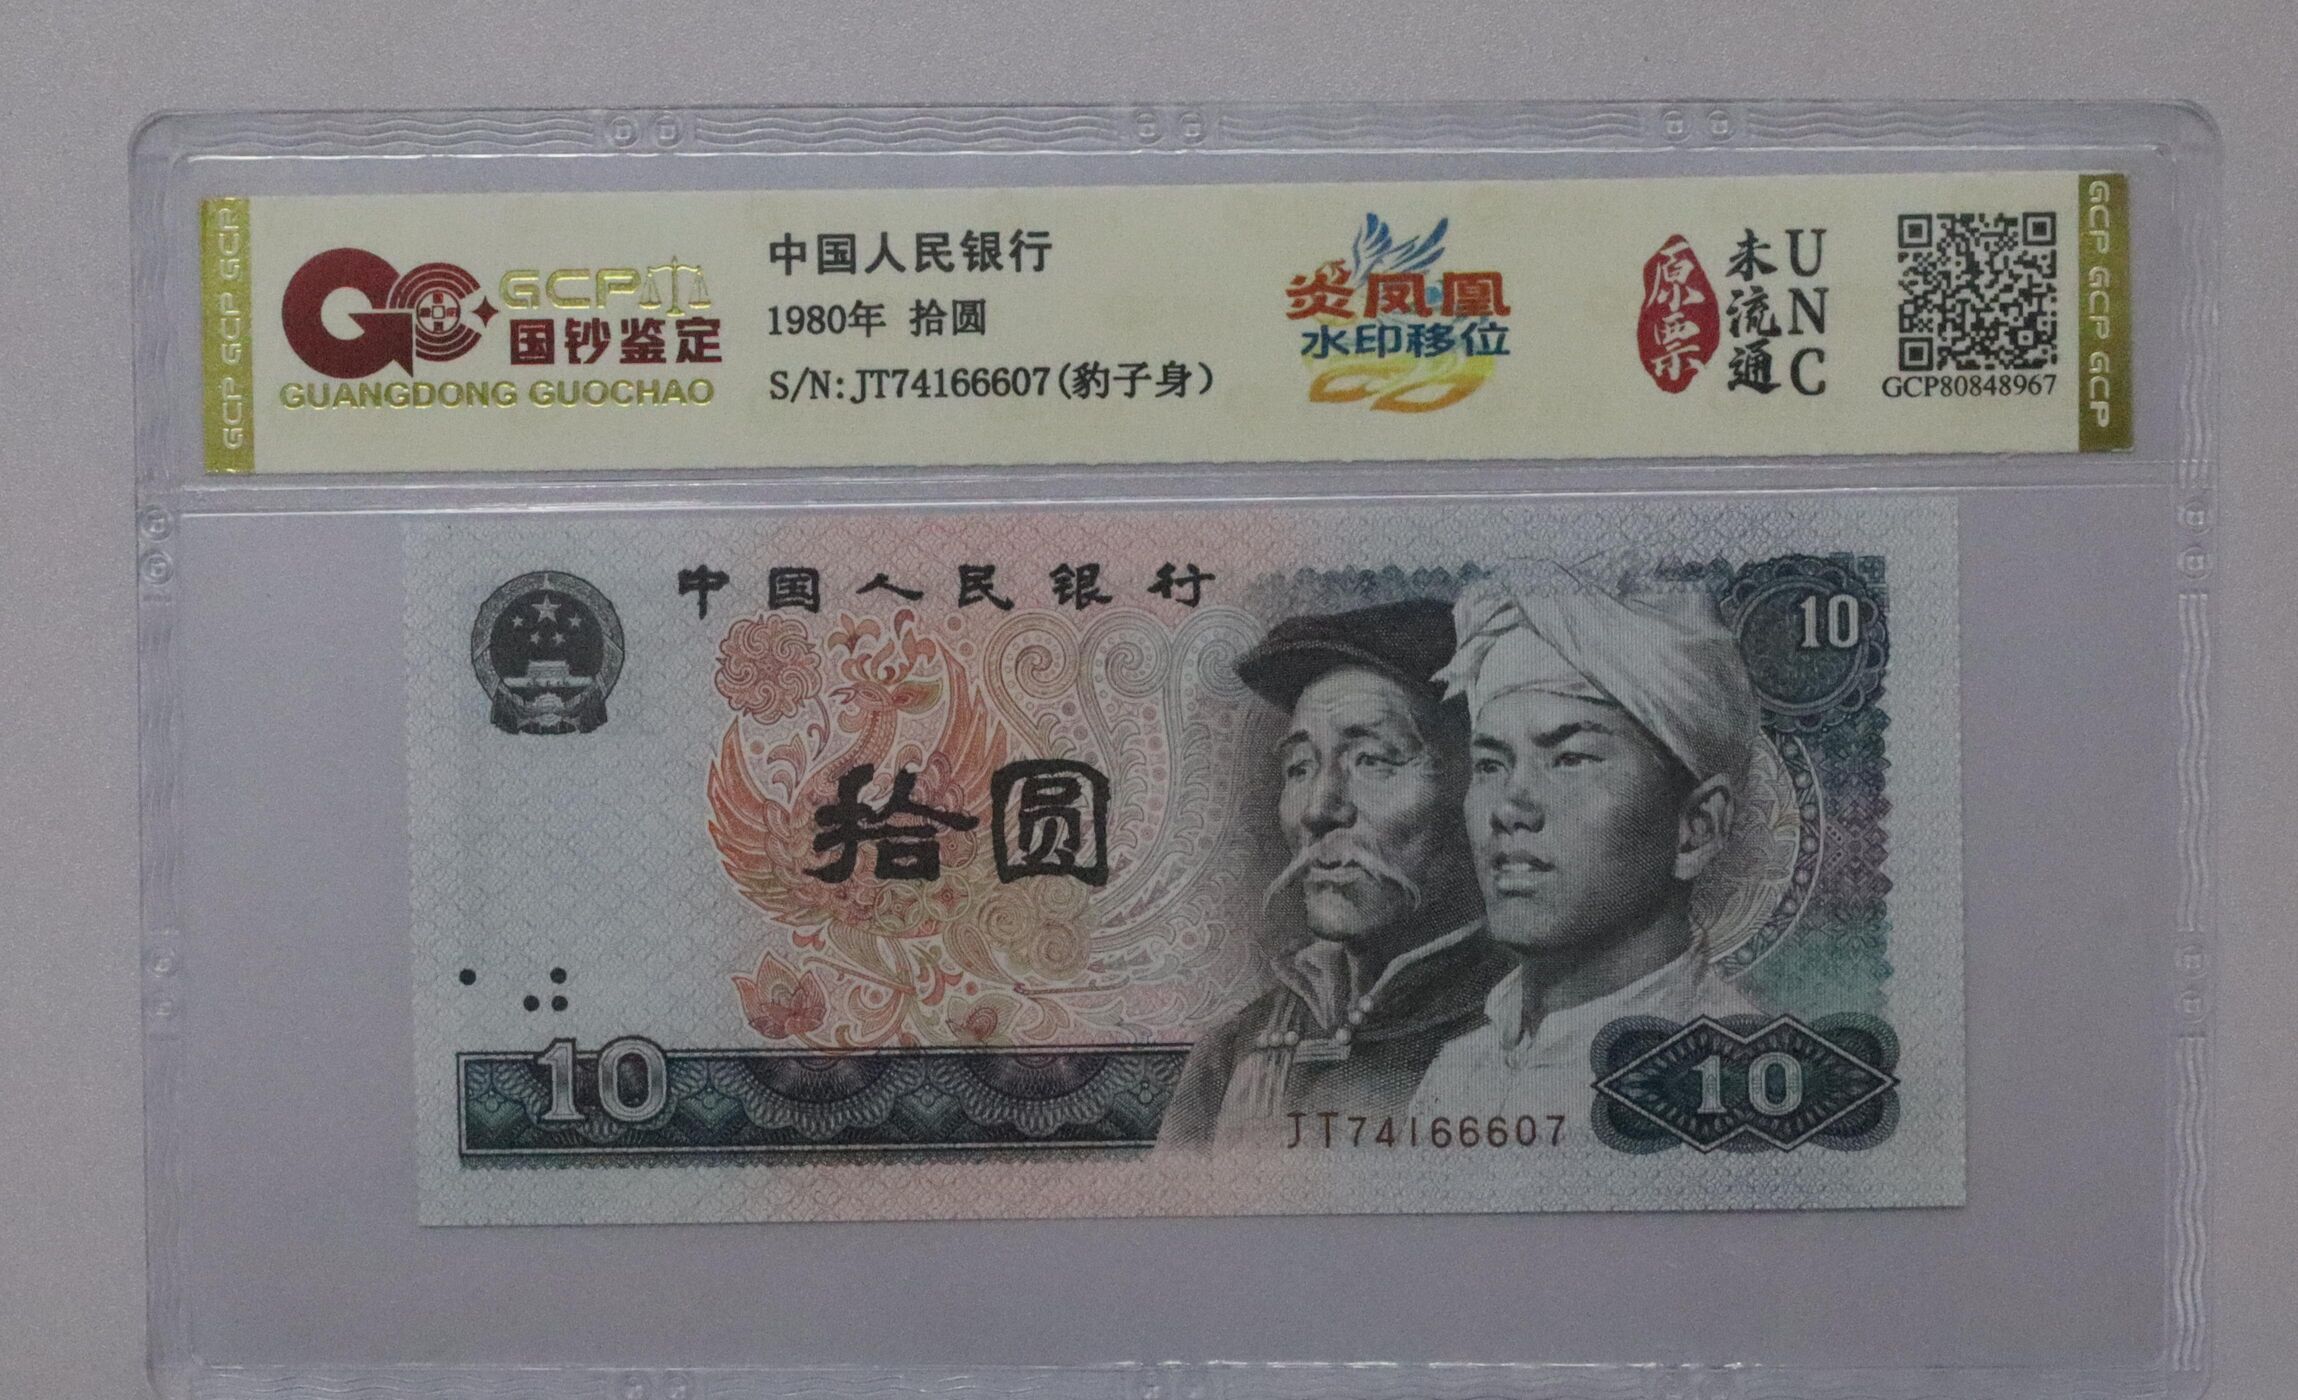 GCP GCP GCP
GCP
国钞鉴定
GUANGDONG GUOCHAO
中国人民银行
1980年 拾圆
S/N:JT74166607(豹子身)
炎凤凰
水印移位
原票
未流通
UNC
GCP80848967
GCP GCP GCP
中国人民银行
10
拾圆
10
10
JT74166607